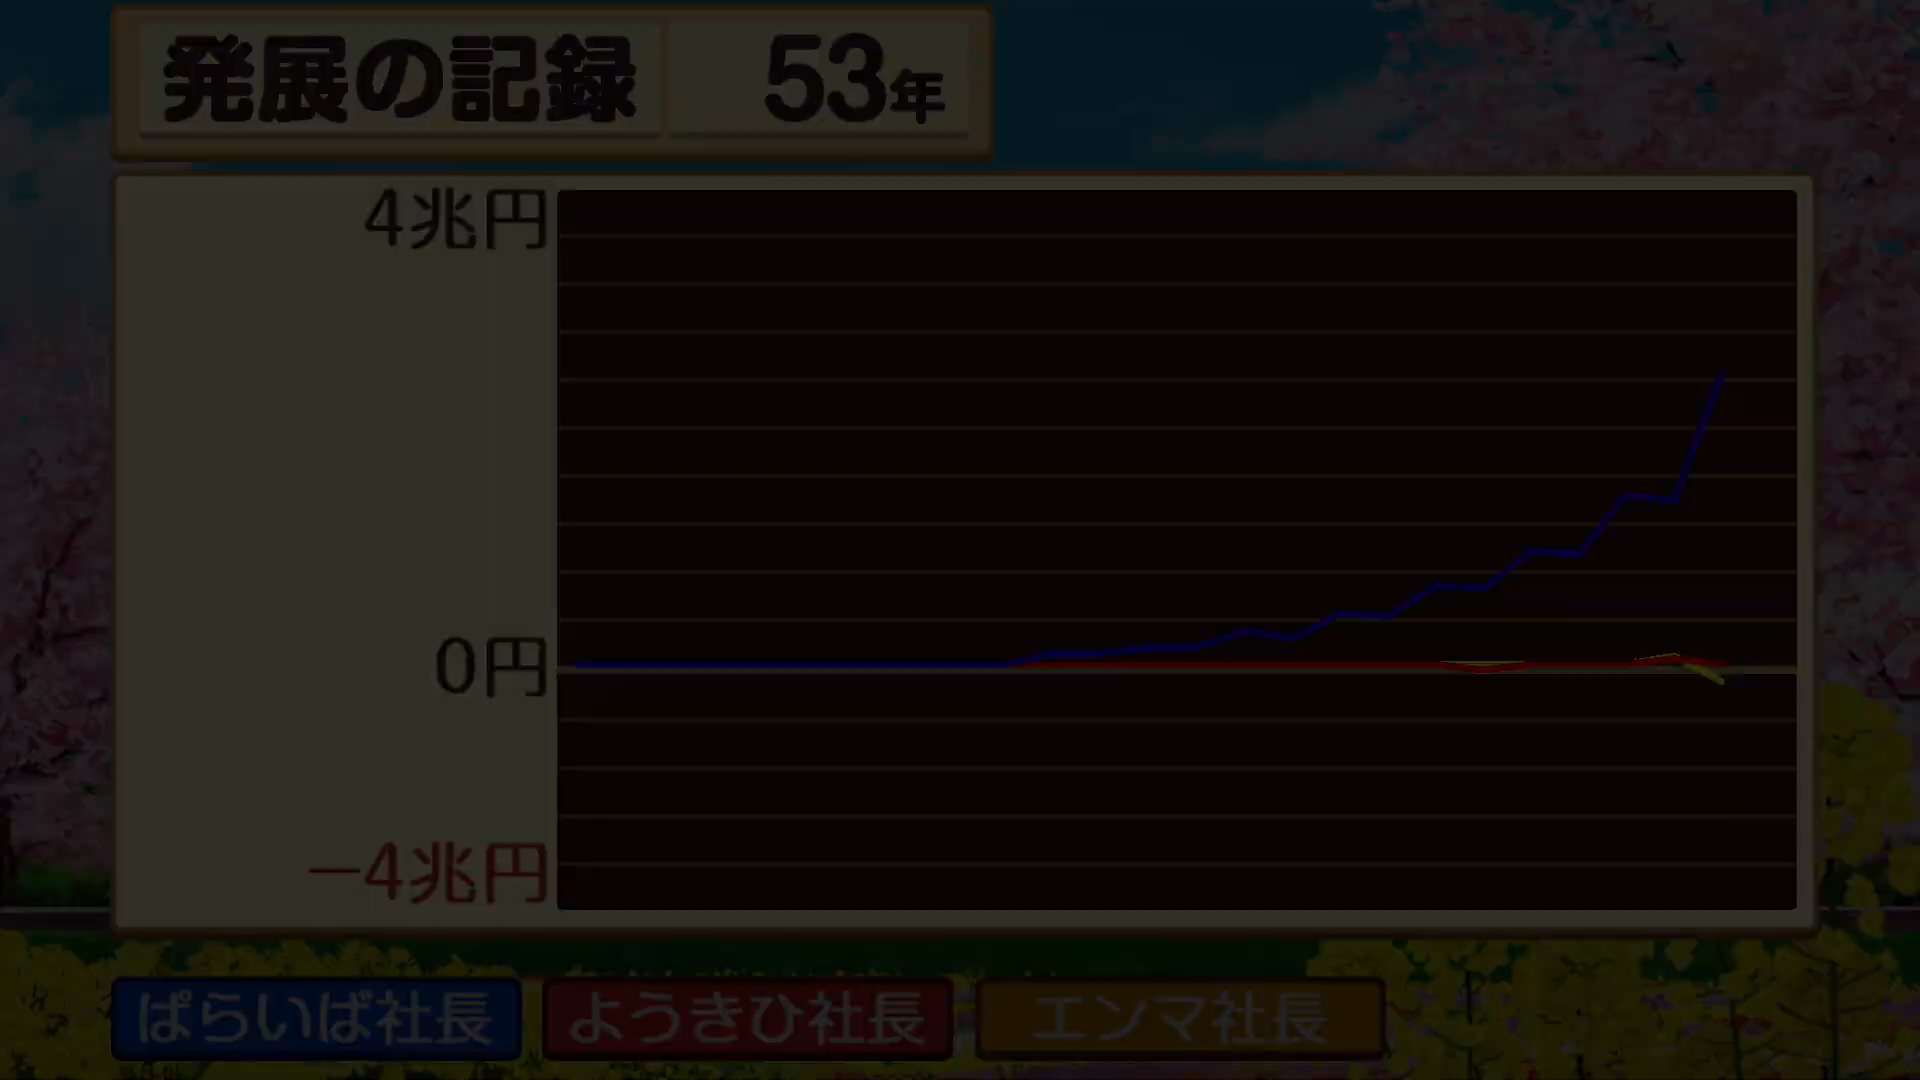 発展の記録 53年
4兆円
0円
－4兆円
ぱらいば社長 ようきひ社長 エンマ社長